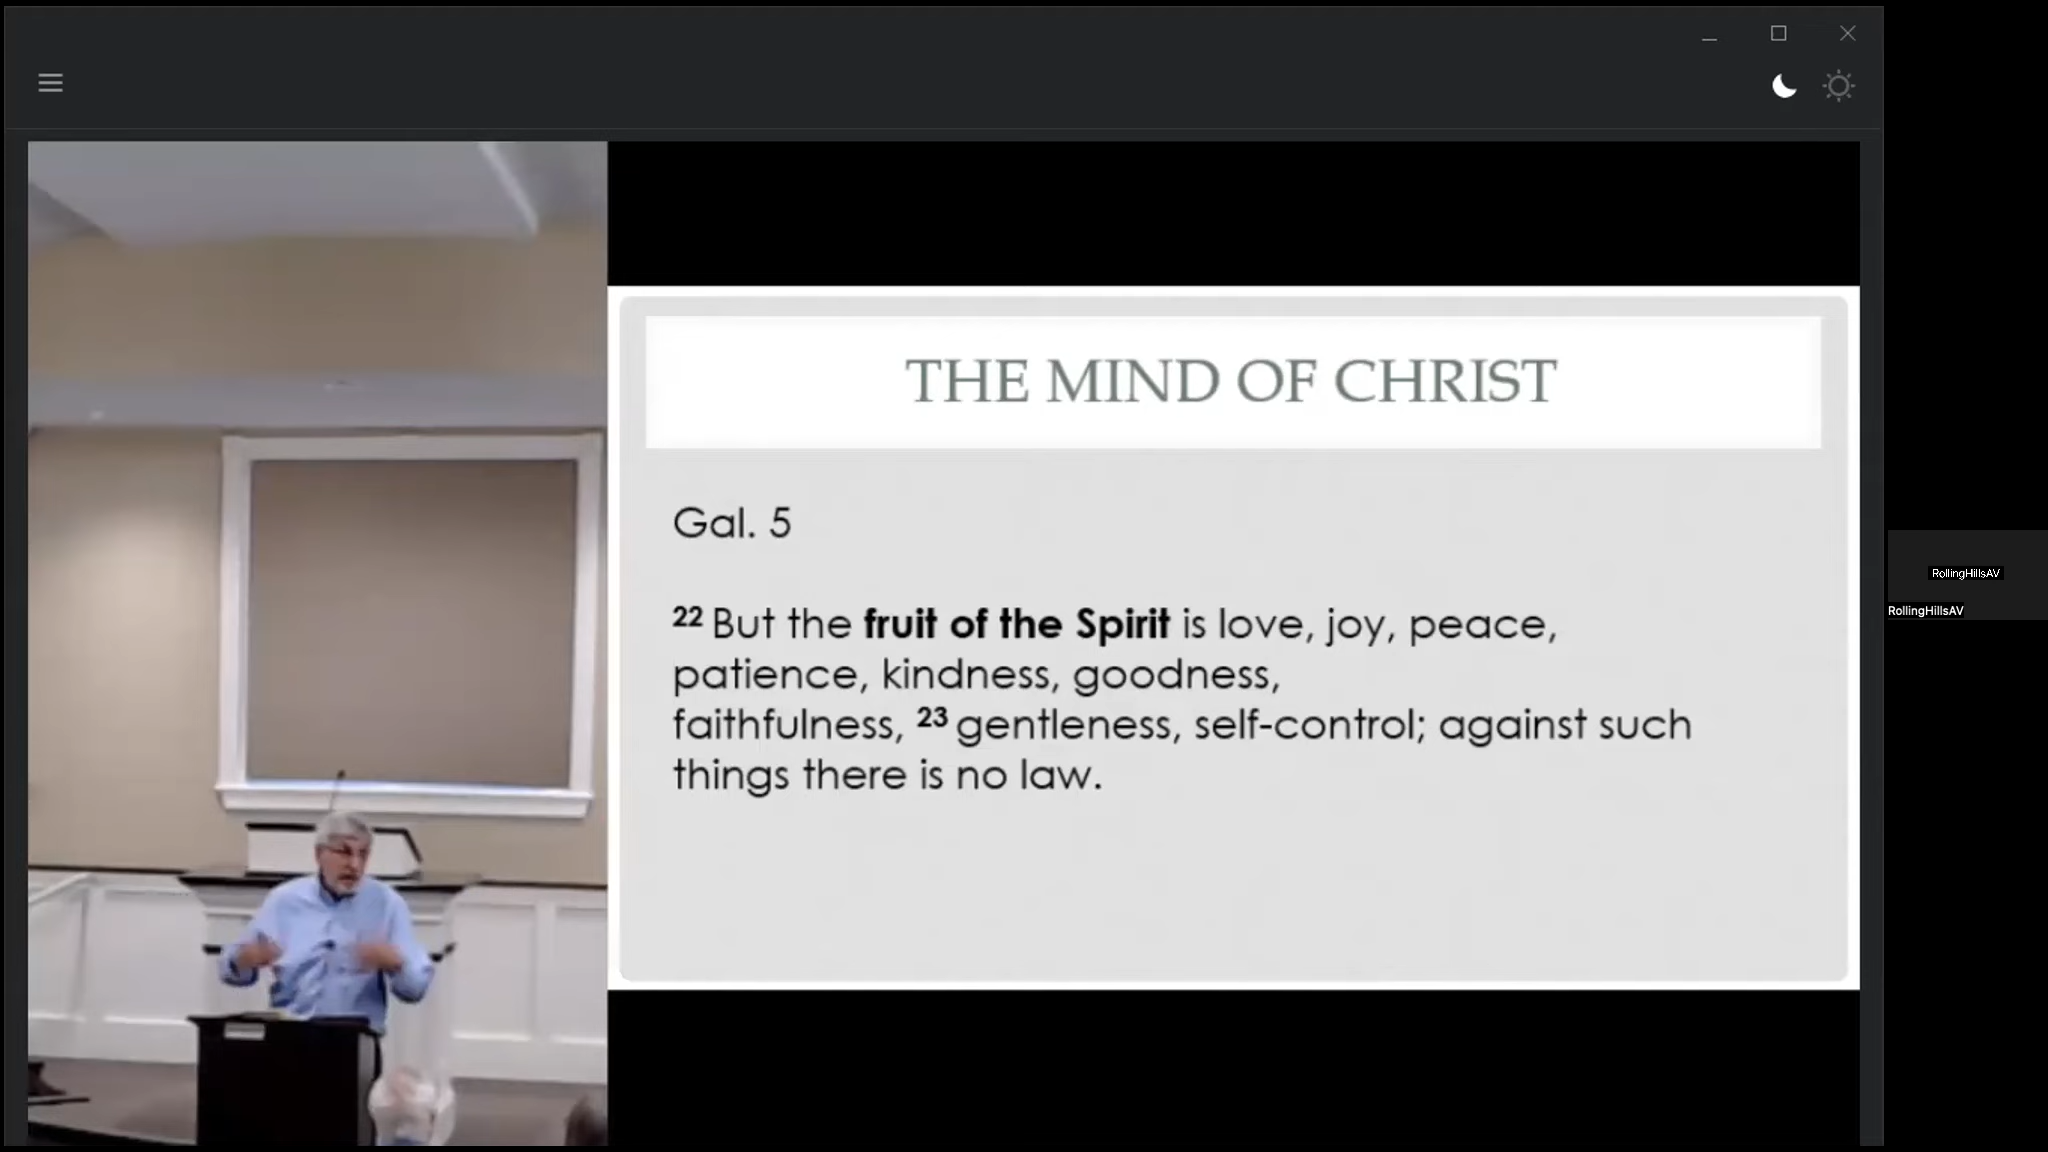 THE MIND OF CHRIST
Gal. 5
22 But the fruit of the Spirit is love, joy, peace,
patience, kindness, goodness,
faithfulness, 23 gentleness, self-control; against such
things there is no law.
RollingHillsAV
RollingHillsAV